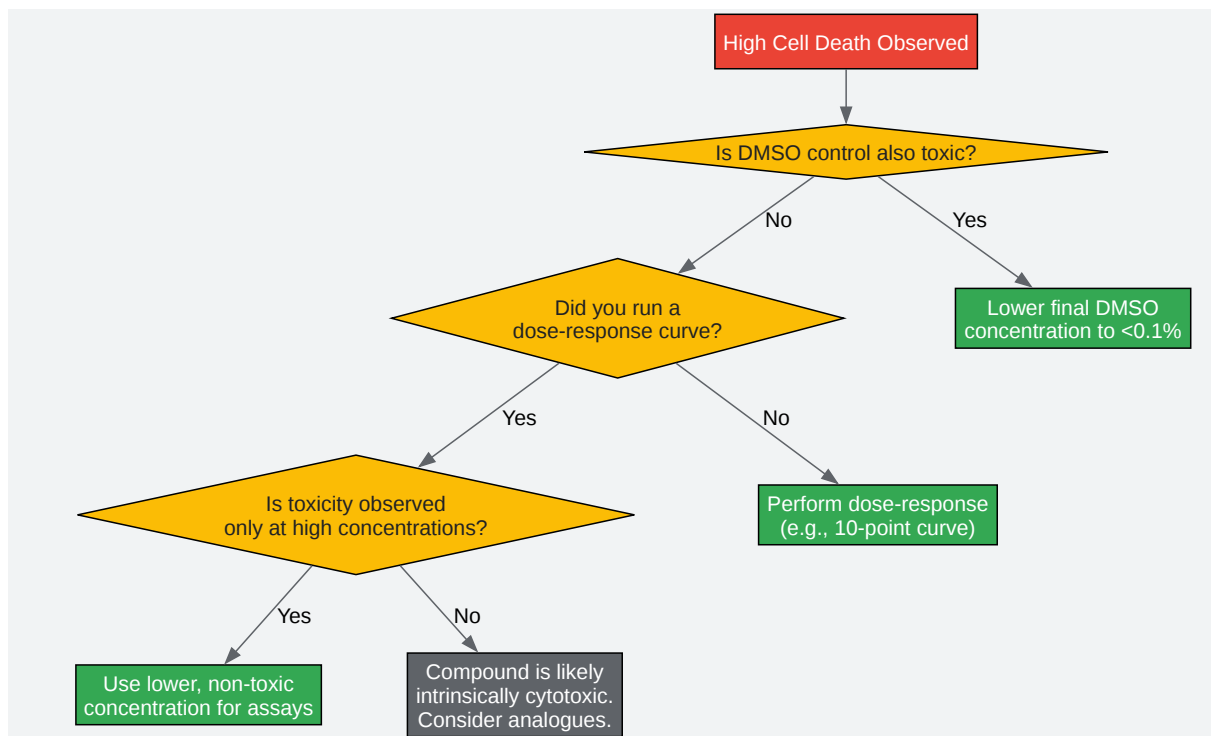 High Cell Death Observed
Is DMSO control also toxic?
No
Yes
Did you run a
dose-response curve?
Lower final DMSO
concentration to <0.1%
Yes
No
Is toxicity observed
only at high concentrations?
Perform dose-response
(e.g., 10-point curve)
Yes
No
Use lower, non-toxic
concentration for assays
Compound is likely
intrinsically cytotoxic.
Consider analogues.